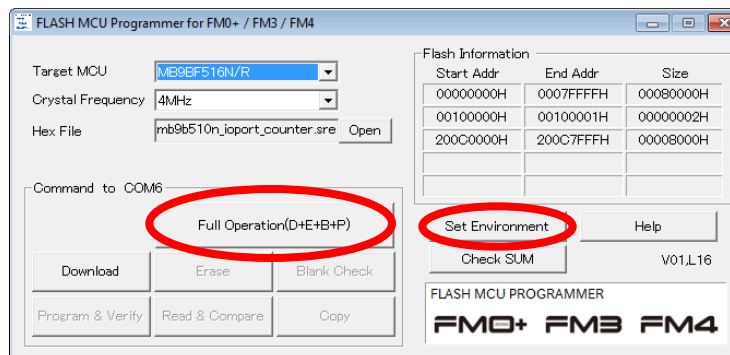 FLASH MCU Programmer for FM0+ / FM3 / FM4
Target MCU
MB9BF516N/R
Crystal Frequency
4MHz
Hex File
mb9b510n_ioport_counter.sre
Open
Flash Information
Start Addr End Addr Size
00000000H 0007FFFFH 00080000H
00100000H 00100001H 00000002H
200C0000H 200C7FFFH 00008000H
Command to COM6
Full Operation(D+E+B+P)
Download Erase Blank Check
Program & Verify Read & Compare Copy
Set Environment Help
Check SUM V01,L16
FLASH MCU PROGRAMMER
FM0+ FM3 FM4